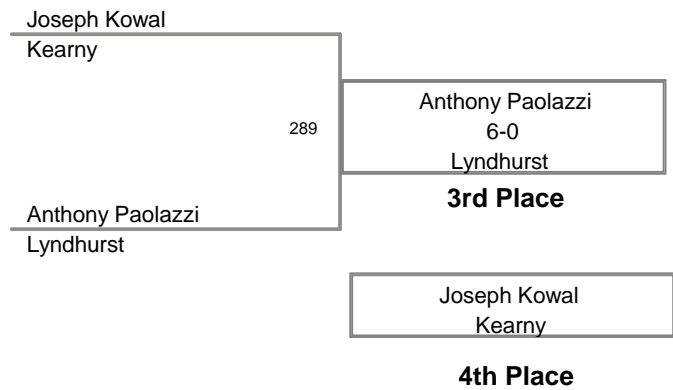 Joseph Kowal
Kearny
289
Anthony Paolazzi
6-0
Lyndhurst
3rd Place
Anthony Paolazzi
Lyndhurst
Joseph Kowal
Kearny
4th Place